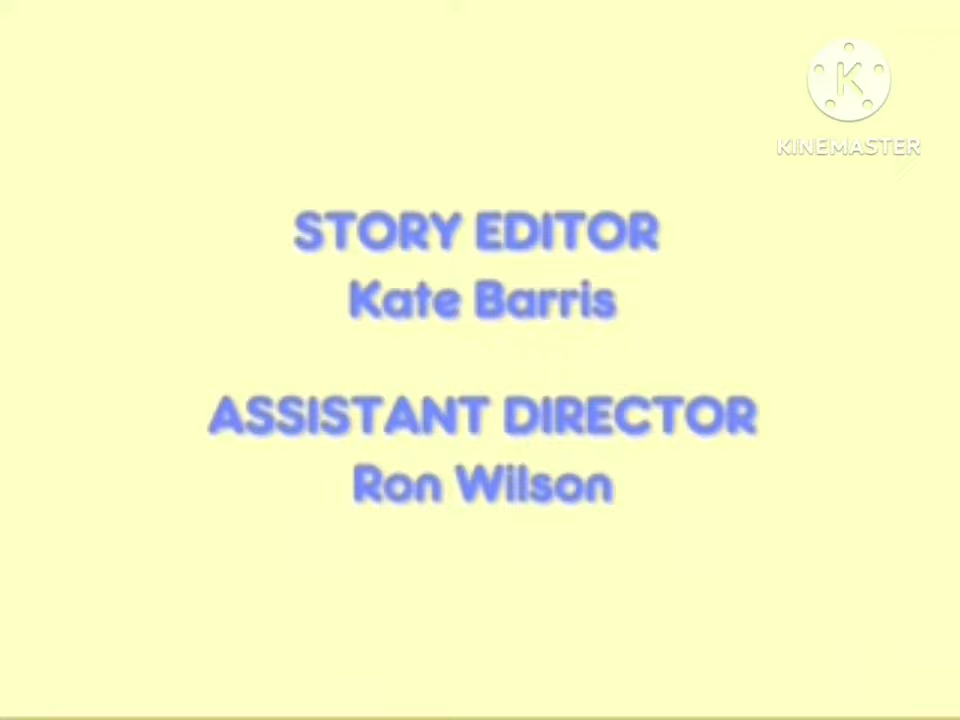 K
KINEMASTER
STORY EDITOR
Kate Barris
ASSISTANT DIRECTOR
Ron Wilson